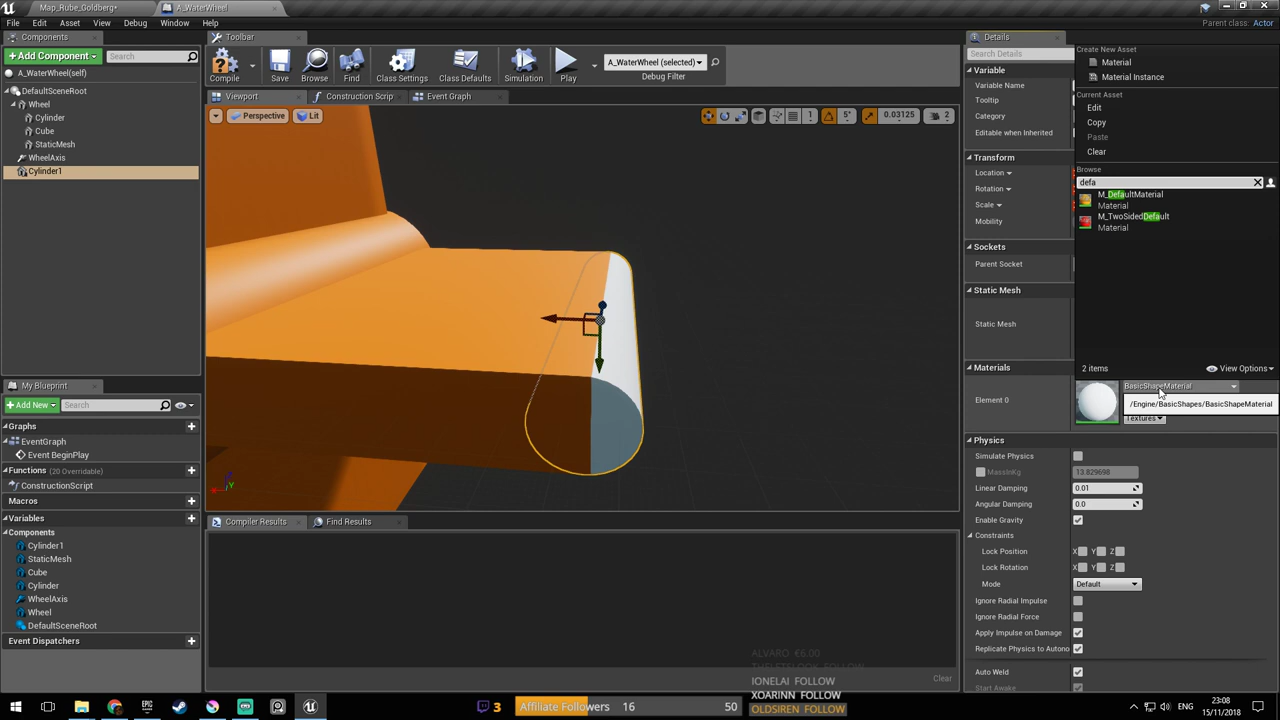 Map_Rube_Goldberg*
A_WaterWheel
File Edit Asset View Debug Window Help
Parent class: Actor
Components
Toolbar
Details
+ Add Component
Search
A_WaterWheel(self)
DefaultSceneRoot
Wheel
Cylinder
Cube
StaticMesh
WheelAxis
Cylinder1
Compile
Save
Browse
Find
Class Settings
Class Defaults
Simulation
Play
A_WaterWheel (selected)
Debug Filter
Viewport
Construction Scrip
Event Graph
Perspective
Lit
1
5°
0.03125
2
Search Details
Variable
Variable Name
Tooltip
Category
Editable when Inherited
Transform
Location
Rotation
Scale
Mobility
Sockets
Parent Socket
Static Mesh
Static Mesh
Materials
Element 0
Create New Asset
Material
Material Instance
Current Asset
Edit
Copy
Paste
Clear
Browse
defa
M_DefaultMaterial
Material
M_TwoSidedDefault
Material
2 items
View Options
BasicShapeMaterial
/Engine/BasicShapes/BasicShapeMaterial
Textures
Physics
Simulate Physics
MassInKg
13.829698
Linear Damping
0.01
Angular Damping
0.0
Enable Gravity
Constraints
Lock Position
X Y Z
Lock Rotation
X Y Z
Mode
Default
Ignore Radial Impulse
Ignore Radial Force
Apply Impulse on Damage
Replicate Physics to Autono
Auto Weld
Start Awake
My Blueprint
+ Add New
Search
Graphs
EventGraph
Event BeginPlay
Functions (20 Overridable)
ConstructionScript
Macros
Variables
Components
Cylinder1
StaticMesh
Cube
Cylinder
WheelAxis
Wheel
DefaultSceneRoot
Event Dispatchers
Z
Y
Compiler Results
Find Results
Clear
ALVARO €6.00
THELETSLOOK FOLLOW
IONELAI FOLLOW
XOARINN FOLLOW
OLDSIREN FOLLOW
3
Affiliate Followers 16 50
23:08
15/11/2018